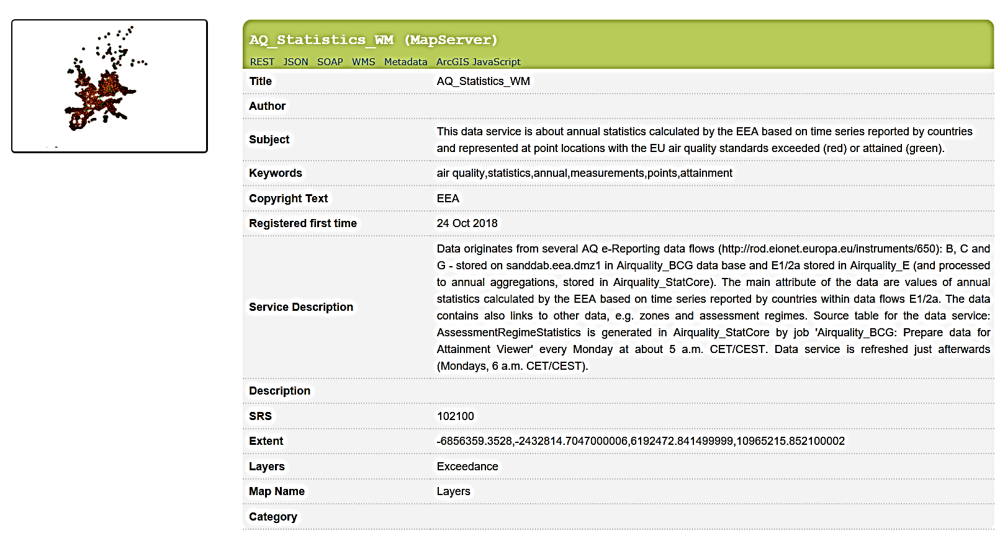 AQ_Statistics_WM (MapServer)
REST JSON SOAP WMS Metadata ArcGIS JavaScript
Title AQ_Statistics_WM
Author
Subject This data service is about annual statistics calculated by the EEA based on time series reported by countries
and represented at point locations with the EU air quality standards exceeded (red) or attained (green).
Keywords air quality,statistics,annual,measurements,points,attainment
Copyright Text EEA
Registered first time 24 Oct 2018
Service Description Data originates from several AQ e-Reporting data flows (http://rod.eionet.europa.eu/instruments/650): B, C and
G - stored on sanddab.eea.dmz1 in Airquality_BCG data base and E1/2a stored in Airquality_E (and processed
to annual aggregations, stored in Airquality_StatCore). The main attribute of the data are values of annual
statistics calculated by the EEA based on time series reported by countries within data flows E1/2a. The data
contains also links to other data, e.g. zones and assessment regimes. Source table for the data service:
AssessmentRegimeStatistics is generated in Airquality_StatCore by job 'Airquality_BCG: Prepare data for
Attainment Viewer' every Monday at about 5 a.m. CET/CEST. Data service is refreshed just afterwards
(Mondays, 6 a.m. CET/CEST).
Description
SRS 102100
Extent -6856359.3528,-2432814.7047000006,6192472.841499999,10965215.852100002
Layers Exceedance
Map Name Layers
Category